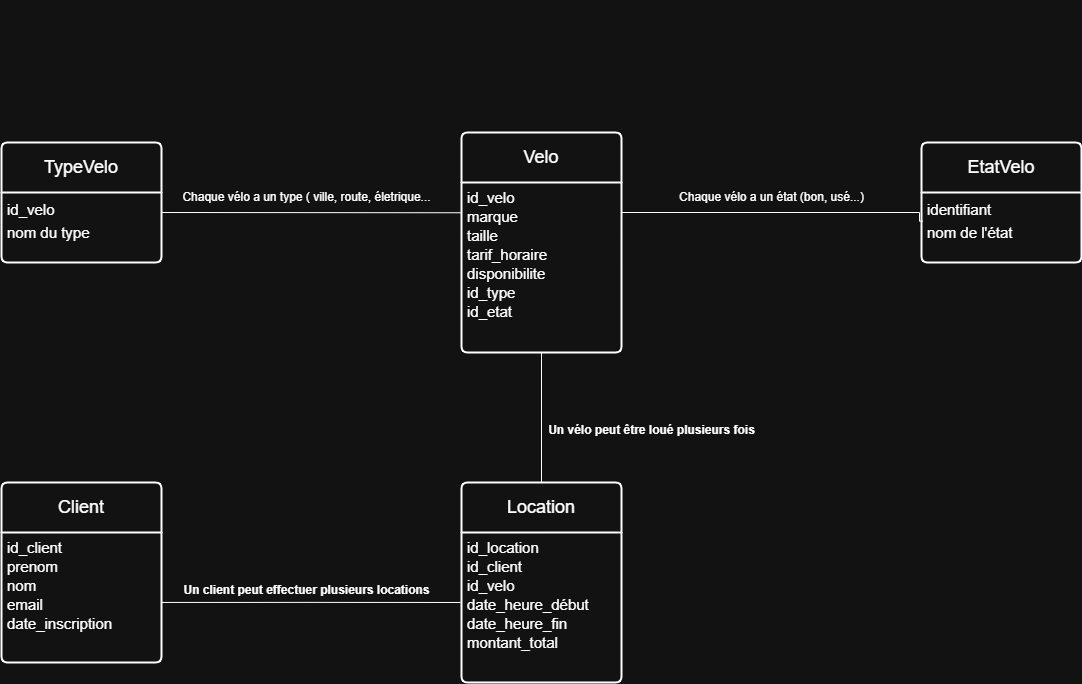 TypeVelo
id_velo
nom du type
Chaque vélo a un type ( ville, route, életrique...
Velo
id_velo
marque
taille
tarif_horaire
disponibilite
id_type
id_etat
Chaque vélo a un état (bon, usé...)
EtatVelo
identifiant
nom de l'état
Un vélo peut être loué plusieurs fois
Client
id_client
prenom
nom
email
date_inscription
Un client peut effectuer plusieurs locations
Location
id_location
id_client
id_velo
date_heure_début
date_heure_fin
montant_total